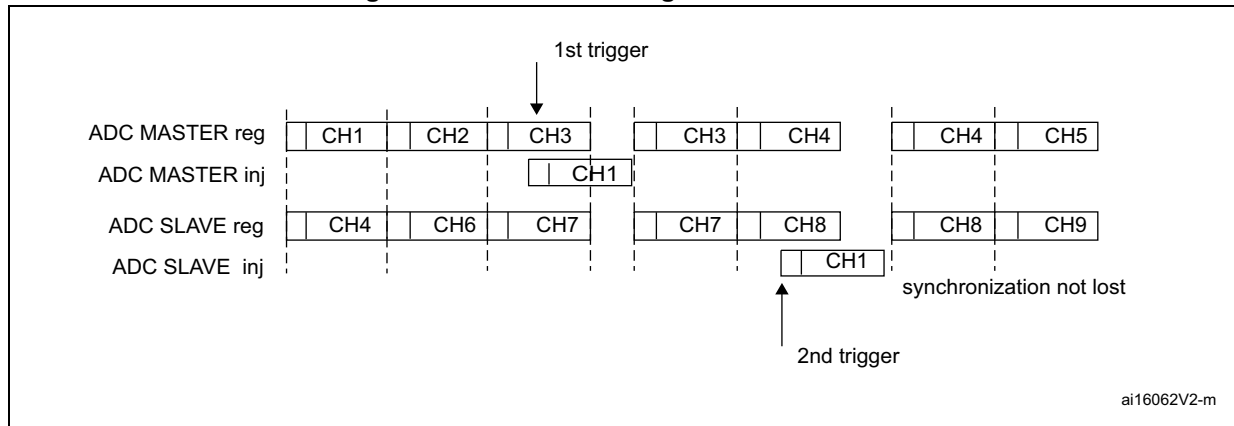 1st trigger
ADC MASTER reg CH1 CH2 CH3 CH3 CH4 CH4 CH5
ADC MASTER inj CH1
ADC SLAVE reg CH4 CH6 CH7 CH7 CH8 CH8 CH9
ADC SLAVE inj CH1
synchronization not lost
2nd trigger
ai16062V2-m